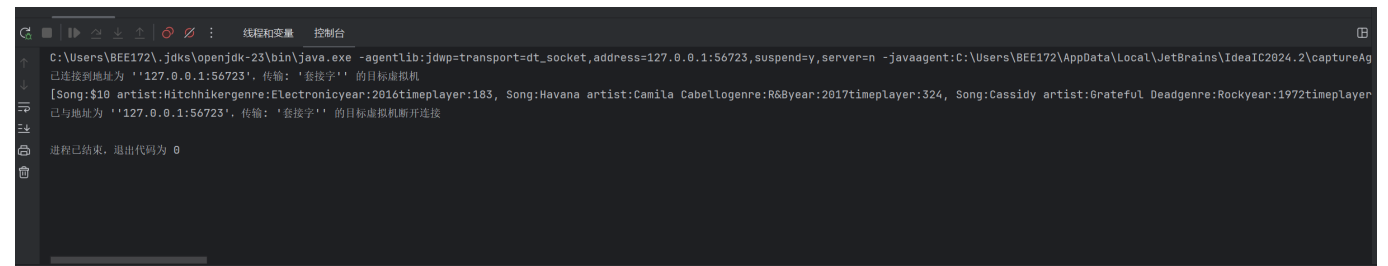 线程和变量 控制台
C:\Users\BEE172\.jdks\openjdk-23\bin\java.exe -agentlib:jdwp=transport=dt_socket,address=127.0.0.1:56723,suspend=y,server=n -javaagent:C:\Users\BEE172\AppData\Local\JetBrains\IdeaIC2024.2\captureAg
已连接到地址为 ''127.0.0.1:56723'，传输: '套接字'' 的目标虚拟机
[Song:$10 artist:Hitchhikergenre:Electronicyear:2016timeplayer:183, Song:Havana artist:Camila Cabellogenre:R&Byear:2017timeplayer:324, Song:Cassidy artist:Grateful Deadgenre:Rockyear:1972timeplayer
已与地址为 ''127.0.0.1:56723'，传输: '套接字'' 的目标虚拟机断开连接
进程已结束，退出代码为 0